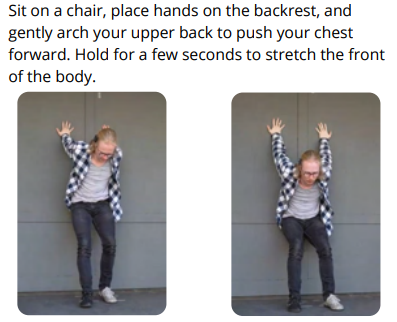 Sit on a chair, place hands on the backrest, and
gently arch your upper back to push your chest
forward. Hold for a few seconds to stretch the front
of the body.